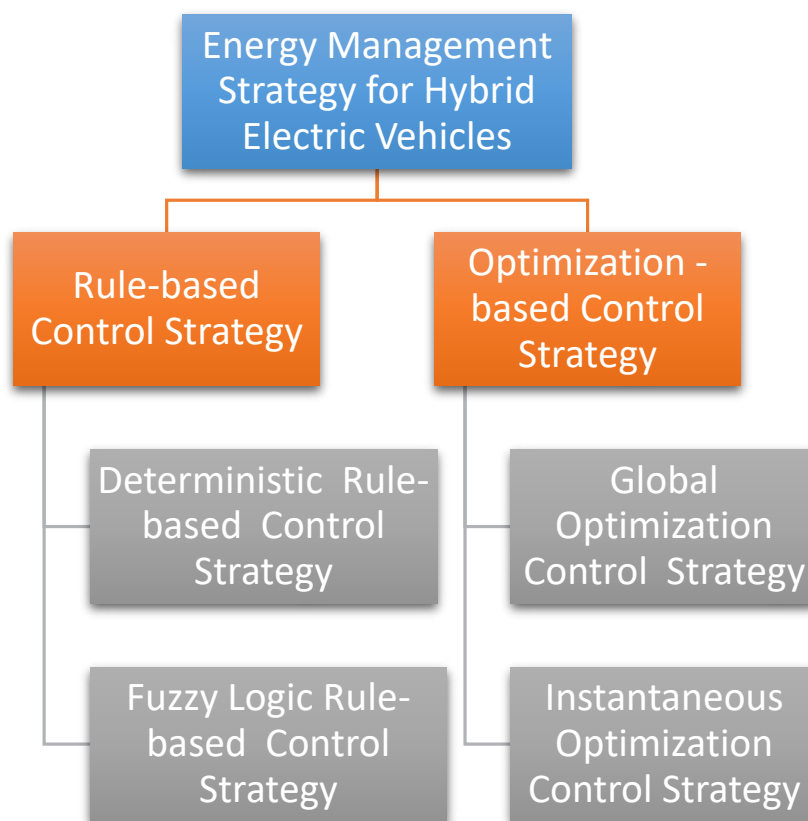 Energy Management
Strategy for Hybrid
Electric Vehicles
Rule-based
Control Strategy
Optimization -
based Control
Strategy
Deterministic Rule-
based Control
Strategy
Global
Optimization
Control Strategy
Fuzzy Logic Rule-
based Control
Strategy
Instantaneous
Optimization
Control Strategy